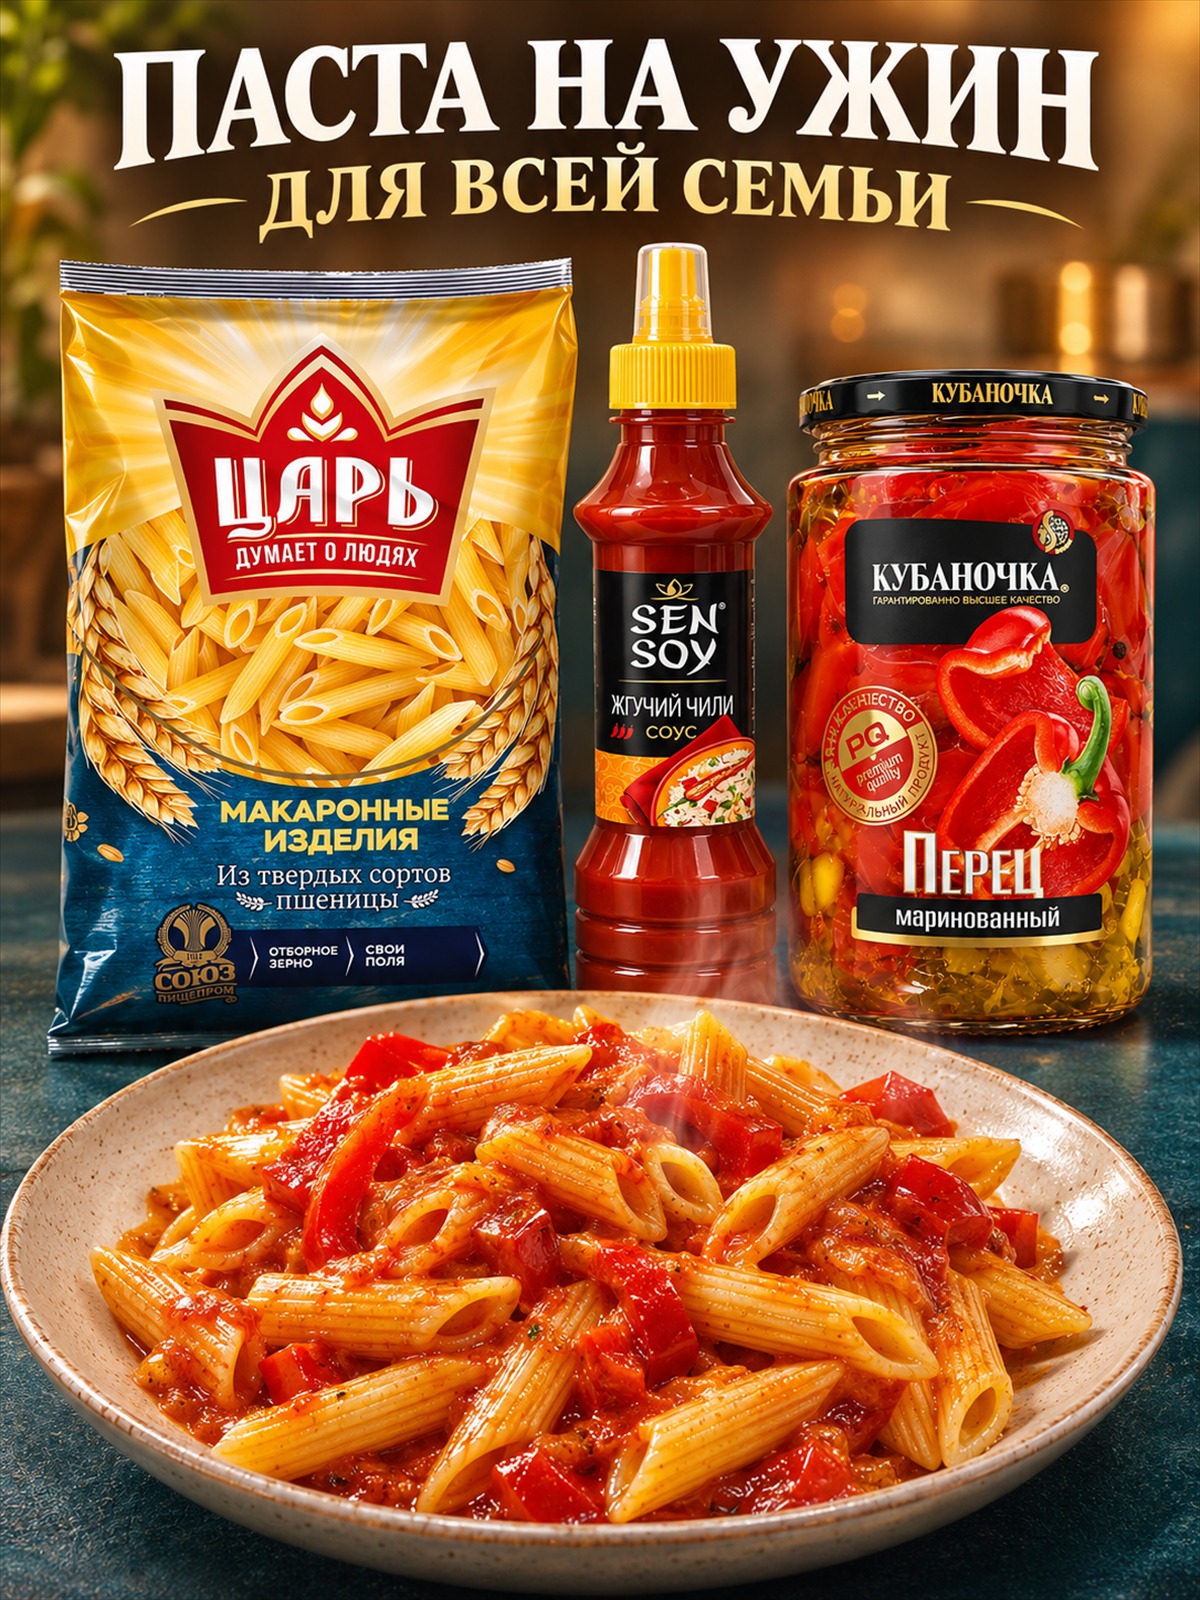 ПАСТА НА УЖИН
ДЛЯ ВСЕЙ СЕМЬИ
ЦАРЬ
ДУМАЕТ О ЛЮДЯХ
МАКАРОННЫЕ
ИЗДЕЛИЯ
Из твердых сортов
пшеницы
СОЮЗ
ПИЩЕПРОМ
ОТБОРНОЕ
ЗЕРНО
СВОИ
ПОЛЯ
SEN
SOY®
ЖГУЧИЙ ЧИЛИ
СОУС
КУБАНОЧКА
КУБАНОЧКА®
ГАРАНТИРОВАННО ВЫСШЕЕ КАЧЕСТВО
PQ
premium
quality
НАТУРАЛЬНЫЙ ПРОДУКТ
ПЕРЕЦ
маринованный